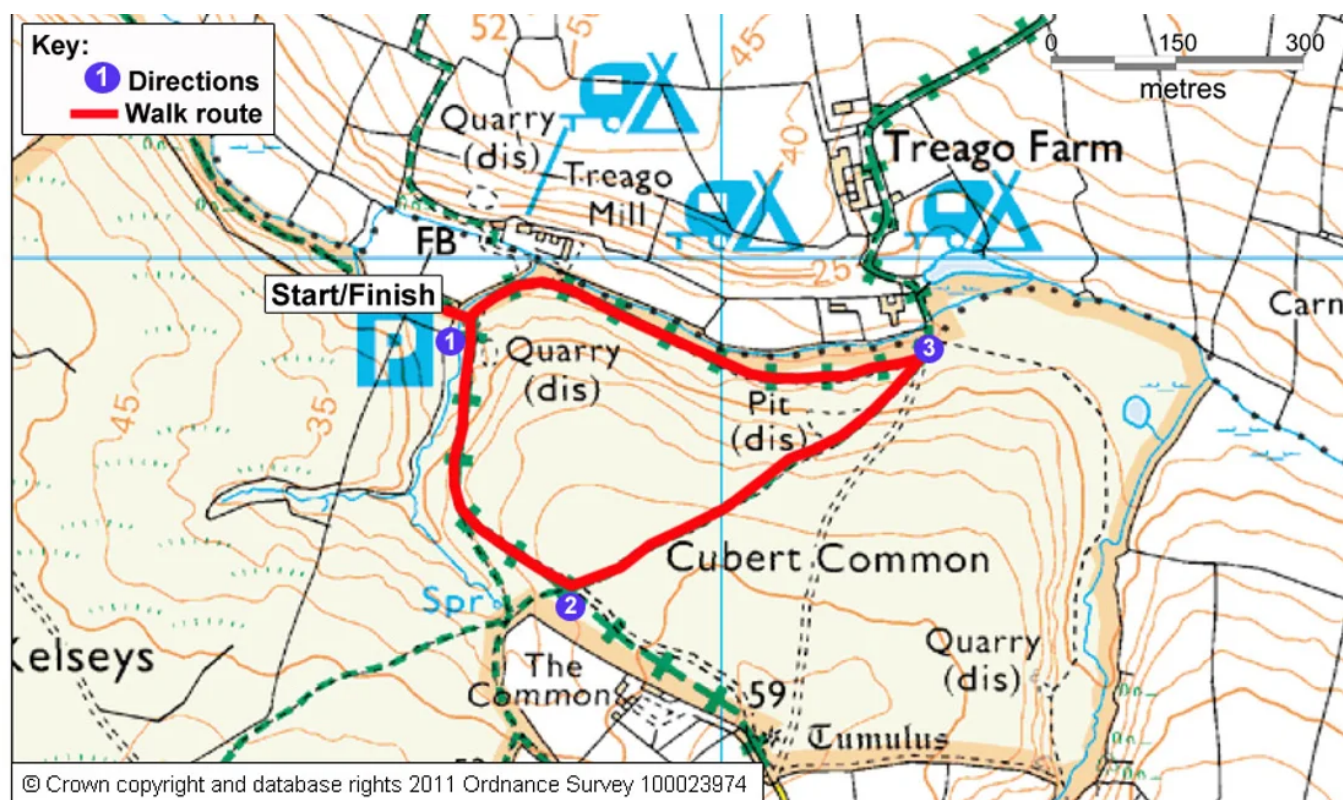 Key:
1 Directions
Walk route
52
45
0 150 300
metres
Quarry
(dis)
Treago
Mill
40
Treago Farm
FB
25
Start/Finish
P
1
Quarry
(dis)
3
Carn
Pit
(dis)
45
35
Cubert Common
Spr
2
Kelseys
The
Common
Quarry
(dis)
59
Tumulus
© Crown copyright and database rights 2011 Ordnance Survey 100023974